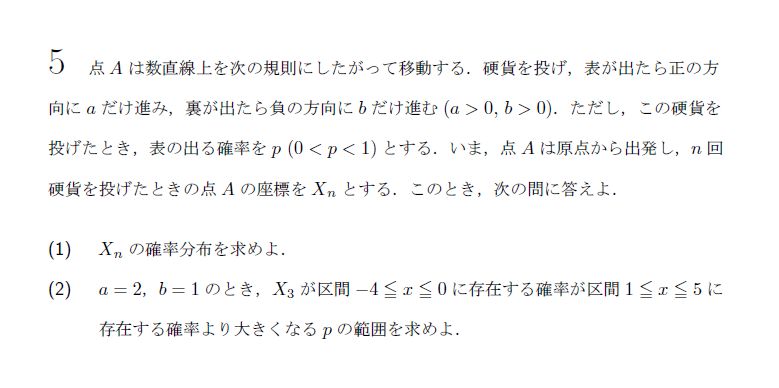 5 点 A は数直線上を次の規則にしたがって移動する．硬貨を投げ，表が出たら正の方
向に a だけ進み，裏が出たら負の方向に b だけ進む (a > 0, b > 0)．ただし，この硬貨を
投げたとき，表の出る確率を p (0 < p < 1) とする．いま，点 A は原点から出発し，n 回
硬貨を投げたときの点 A の座標を Xₙ とする．このとき，次の問に答えよ．
(1) Xₙ の確率分布を求めよ．
(2) a = 2，b = 1 のとき，X₃ が区間 −4 ≦ x ≦ 0 に存在する確率が区間 1 ≦ x ≦ 5 に
存在する確率より大きくなる p の範囲を求めよ．